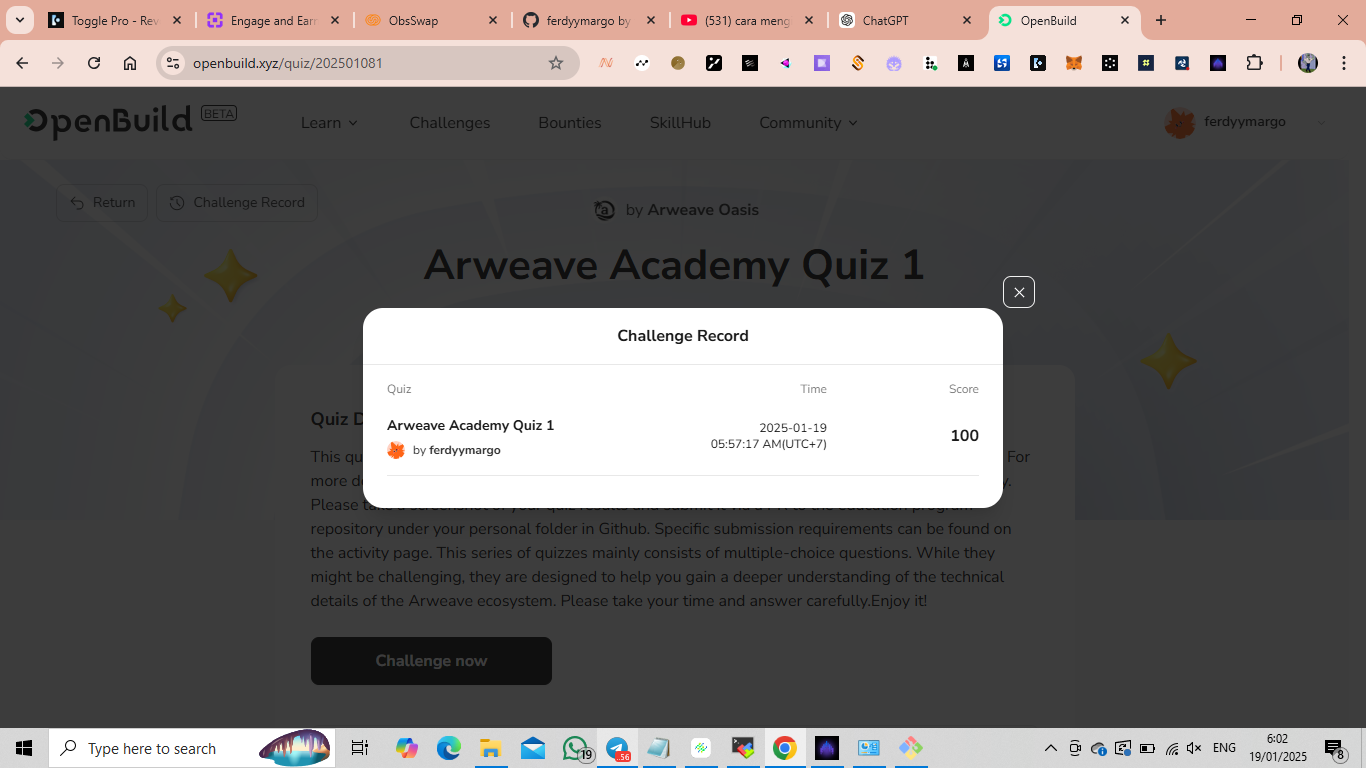 Toggle Pro - Rev
Engage and Earn
ObsSwap
ferdyymargo by
(531) cara meng
ChatGPT
OpenBuild
openbuild.xyz/quiz/202501081
OpenBuild BETA
Learn
Challenges
Bounties
SkillHub
Community
ferdyymargo
Return
Challenge Record
by Arweave Oasis
Arweave Academy Quiz 1
Challenge Record
Quiz Time Score
Arweave Academy Quiz 1
by ferdyymargo
2025-01-19
05:57:17 AM(UTC+7)
100
Quiz D
This qu
For
more d
y.
Please
repository under your personal folder in Github. Specific submission requirements can be found on
the activity page. This series of quizzes mainly consists of multiple-choice questions. While they
might be challenging, they are designed to help you gain a deeper understanding of the technical
details of the Arweave ecosystem. Please take your time and answer carefully.Enjoy it!
Challenge now
Type here to search
19
56
ENG
6:02
19/01/2025
8